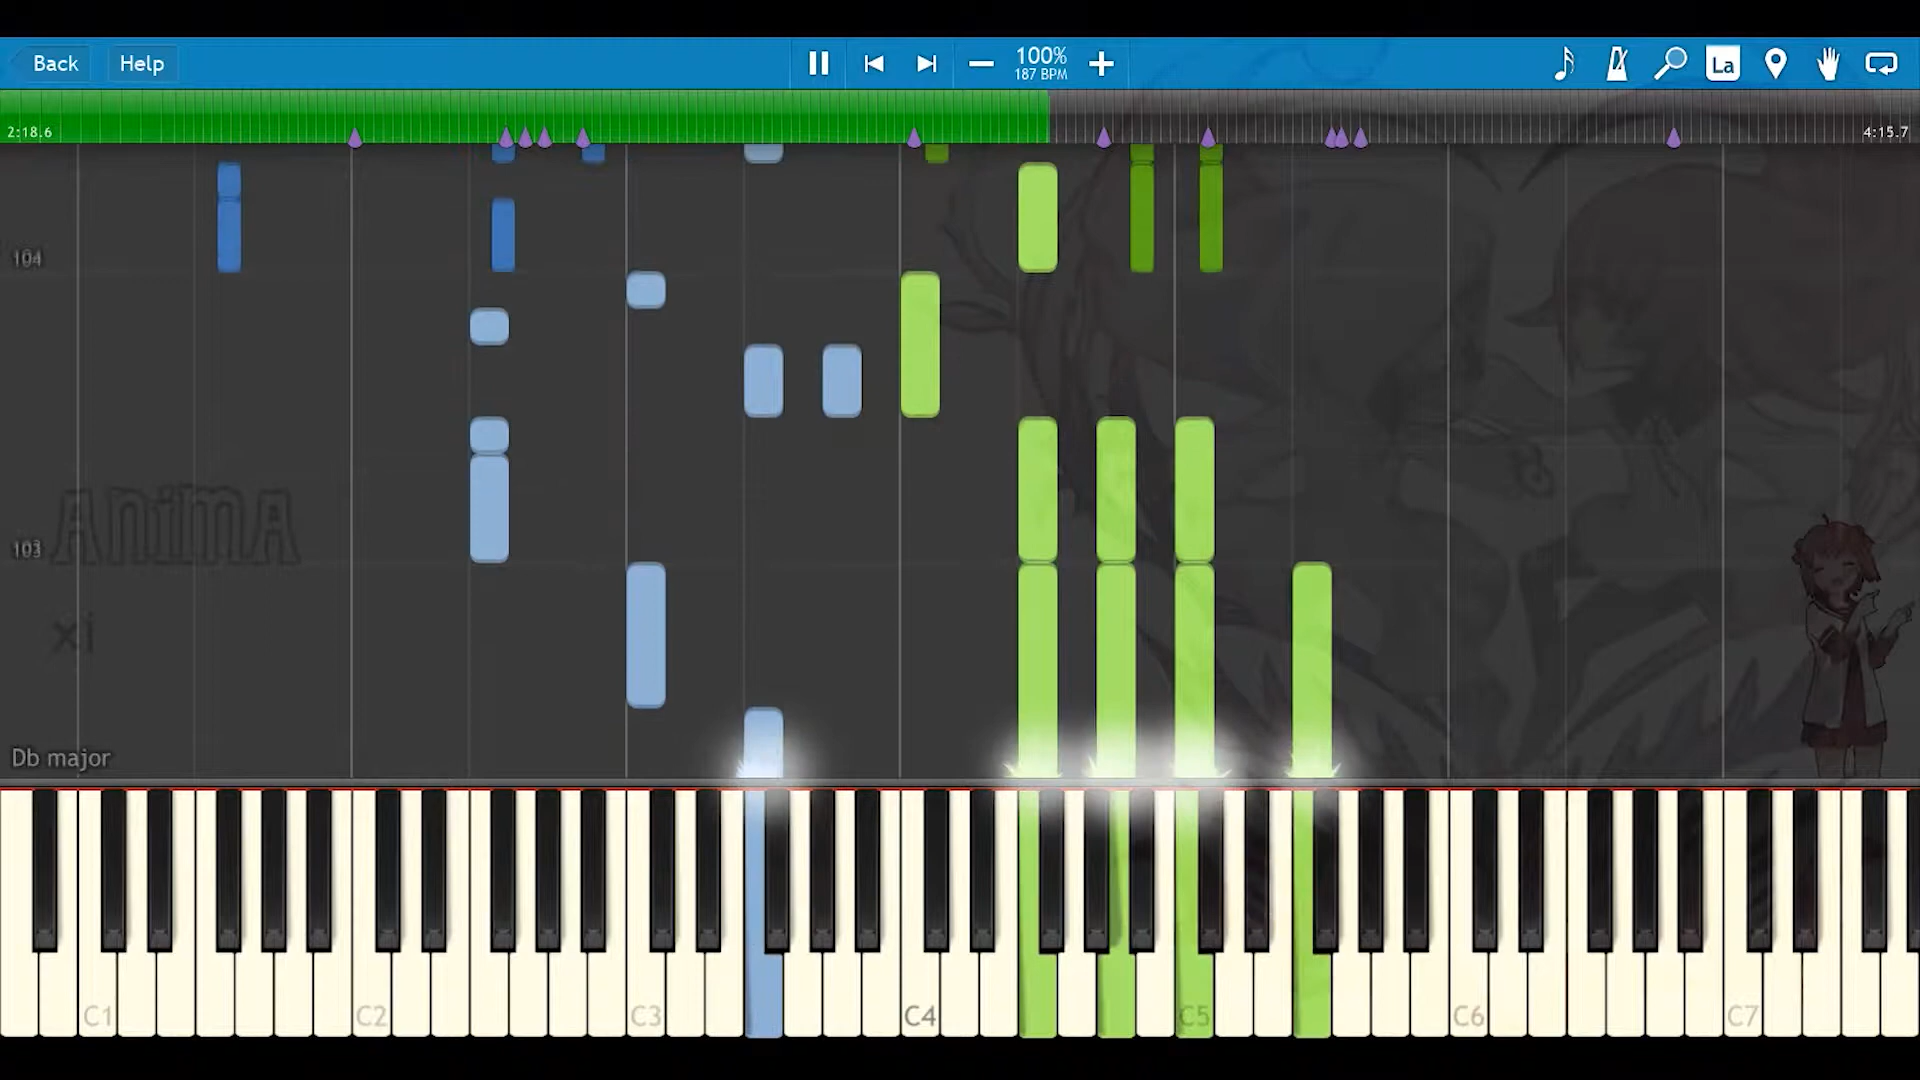 Back
Help
100%
187 BPM
La
2:18.6
4:15.7
104
103
AnimA
xi
Db major
C1
C2
C3
C4
C5
C6
C7